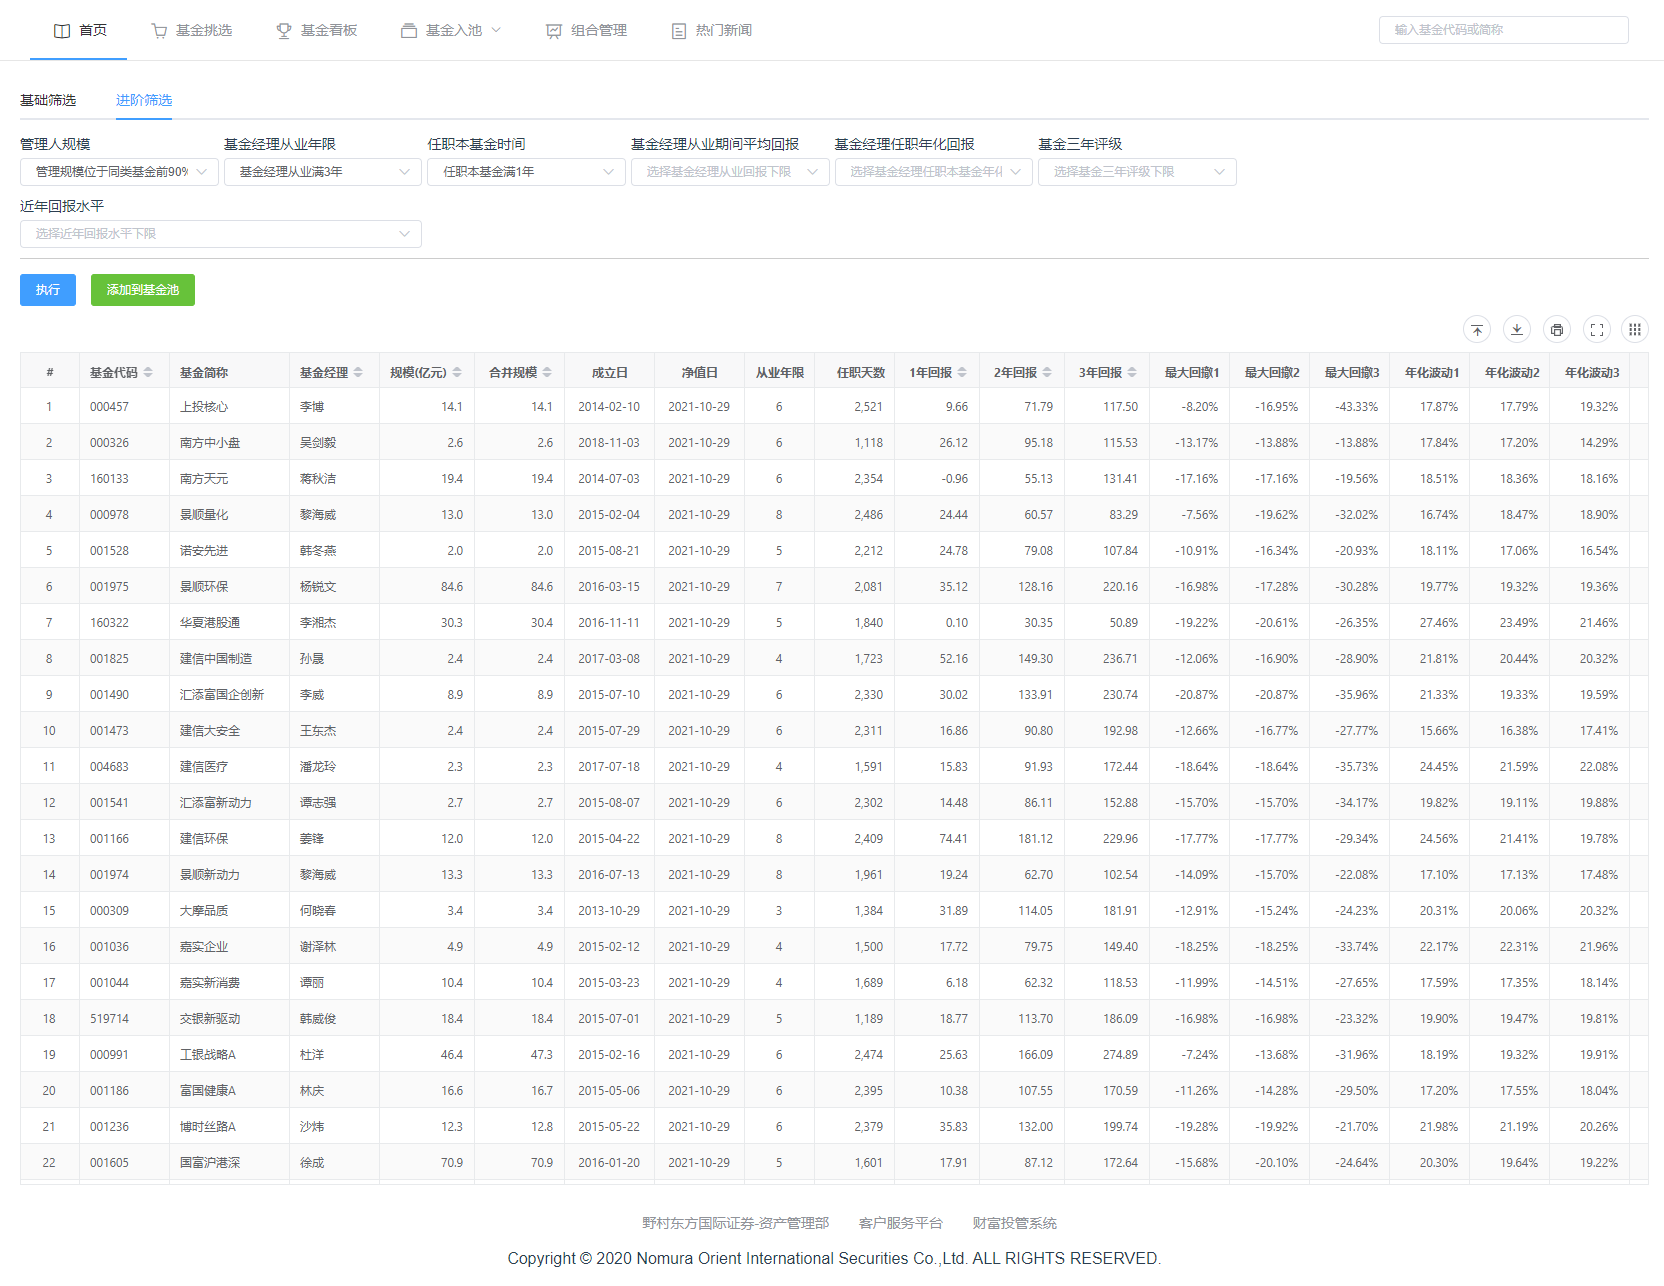 首页 基金挑选 基金看板 基金入池 组合管理 热门新闻 输入基金代码或简称
基础筛选 进阶筛选
管理人规模 基金经理从业年限 任职本基金时间 基金经理从业期间平均回报 基金经理任职年化回报 基金三年评级
管理规模位于同类基金前90% 基金经理从业满3年 任职本基金满1年 选择基金经理从业回报下限 选择基金经理任职本基金年化 选择基金三年评级下限
近年回报水平
选择近年回报水平下限
执行 添加到基金池
# 基金代码 基金简称 基金经理 规模(亿元) 合并规模 成立日 净值日 从业年限 任职天数 1年回报 2年回报 3年回报 最大回撤1 最大回撤2 最大回撤3 年化波动1 年化波动2 年化波动3
1 000457 上投核心 李博 14.1 14.1 2014-02-10 2021-10-29 6 2,521 9.66 71.79 117.50 -8.20% -16.95% -43.33% 17.87% 17.79% 19.32%
2 000326 南方中小盘 吴剑毅 2.6 2.6 2018-11-03 2021-10-29 6 1,118 26.12 95.18 115.53 -13.17% -13.88% -13.88% 17.84% 17.20% 14.29%
3 160133 南方天元 蒋秋洁 19.4 19.4 2014-07-03 2021-10-29 6 2,354 -0.96 55.13 131.41 -17.16% -17.16% -19.56% 18.51% 18.36% 18.16%
4 000978 景顺量化 黎海威 13.0 13.0 2015-02-04 2021-10-29 8 2,486 24.44 60.57 83.29 -7.56% -19.62% -32.02% 16.74% 18.47% 18.90%
5 001528 诺安先进 韩冬燕 2.0 2.0 2015-08-21 2021-10-29 5 2,212 24.78 79.08 107.84 -10.91% -16.34% -20.93% 18.11% 17.06% 16.54%
6 001975 景顺环保 杨锐文 84.6 84.6 2016-03-15 2021-10-29 7 2,081 35.12 128.16 220.16 -16.98% -17.28% -30.28% 19.77% 19.32% 19.36%
7 160322 华夏港股通 李湘杰 30.3 30.4 2016-11-11 2021-10-29 5 1,840 0.10 30.35 50.89 -19.22% -20.61% -26.35% 27.46% 23.49% 21.46%
8 001825 建信中国制造 孙晟 2.4 2.4 2017-03-08 2021-10-29 4 1,723 52.16 149.30 236.71 -12.06% -16.90% -28.90% 21.81% 20.44% 20.32%
9 001490 汇添富国企创新 李威 8.9 8.9 2015-07-10 2021-10-29 6 2,330 30.02 133.91 230.74 -20.87% -20.87% -35.96% 21.33% 19.33% 19.59%
10 001473 建信大安全 王东杰 2.4 2.4 2015-07-29 2021-10-29 6 2,311 16.86 90.80 192.98 -12.66% -16.77% -27.77% 15.66% 16.38% 17.41%
11 004683 建信医疗 潘龙玲 2.3 2.3 2017-07-18 2021-10-29 4 1,591 15.83 91.93 172.44 -18.64% -18.64% -35.73% 24.45% 21.59% 22.08%
12 001541 汇添富新动力 谭志强 2.7 2.7 2015-08-07 2021-10-29 6 2,302 14.48 86.11 152.88 -15.70% -15.70% -34.17% 19.82% 19.11% 19.88%
13 001166 建信环保 姜锋 12.0 12.0 2015-04-22 2021-10-29 8 2,409 74.41 181.12 229.96 -17.77% -17.77% -29.34% 24.56% 21.41% 19.78%
14 001974 景顺新动力 黎海威 13.3 13.3 2016-07-13 2021-10-29 8 1,961 19.24 62.70 102.54 -14.09% -15.70% -22.08% 17.10% 17.13% 17.48%
15 000309 大摩品质 何晓春 3.4 3.4 2013-10-29 2021-10-29 3 1,384 31.89 114.05 181.91 -12.91% -15.24% -24.23% 20.31% 20.06% 20.32%
16 001036 嘉实企业 谢泽林 4.9 4.9 2015-02-12 2021-10-29 4 1,500 17.72 79.75 149.40 -18.25% -18.25% -33.74% 22.17% 22.31% 21.96%
17 001044 嘉实新消费 谭丽 10.4 10.4 2015-03-23 2021-10-29 4 1,689 6.18 62.32 118.53 -11.99% -14.51% -27.65% 17.59% 17.35% 18.14%
18 519714 交银新驱动 韩威俊 18.4 18.4 2015-07-01 2021-10-29 5 1,189 18.77 113.70 186.09 -16.98% -16.98% -23.32% 19.90% 19.47% 19.81%
19 000991 工银战略A 杜洋 46.4 47.3 2015-02-16 2021-10-29 6 2,474 25.63 166.09 274.89 -7.24% -13.68% -31.96% 18.19% 19.32% 19.91%
20 001186 富国健康A 林庆 16.6 16.7 2015-05-06 2021-10-29 6 2,395 10.38 107.55 170.59 -11.26% -14.28% -29.50% 17.20% 17.55% 18.04%
21 001236 博时丝路A 沙炜 12.3 12.8 2015-05-22 2021-10-29 6 2,379 35.83 132.00 199.74 -19.28% -19.92% -21.70% 21.98% 21.19% 20.26%
22 001605 国富沪港深 徐成 70.9 70.9 2016-01-20 2021-10-29 5 1,601 17.91 87.12 172.64 -15.68% -20.10% -24.64% 20.30% 19.64% 19.22%
野村东方国际证券-资产管理部 客户服务平台 财富投管系统
Copyright © 2020 Nomura Orient International Securities Co.,Ltd. ALL RIGHTS RESERVED.